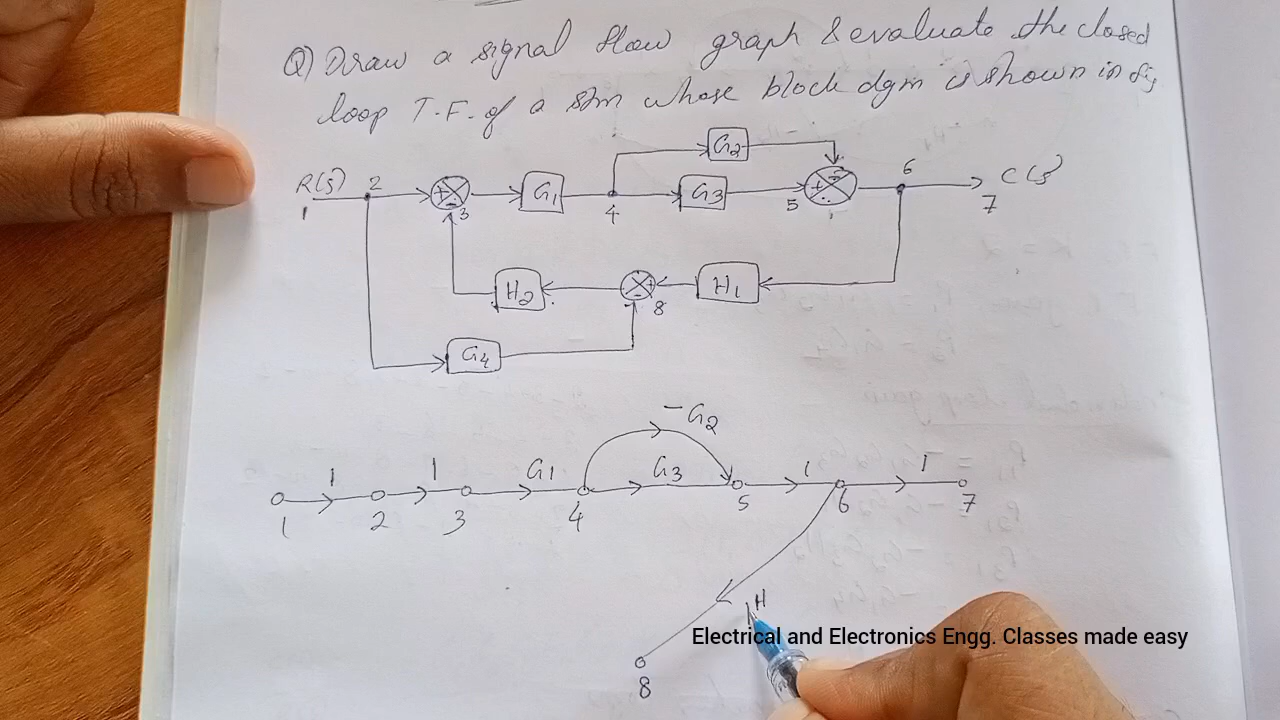 Q) Draw a signal flow graph & evaluate the closed
loop T.F. of a s/m whose block dgm is shown in fig
R(s) 2 + - 3 G1 4 G2 G3 5 + - 6 C(s)
1 7
H2 + - 8 H1
G4
-G2
1 1 G1 G3 1 1
1 2 3 4 5 6 7
H
Electrical and Electronics Engg. Classes made easy
8